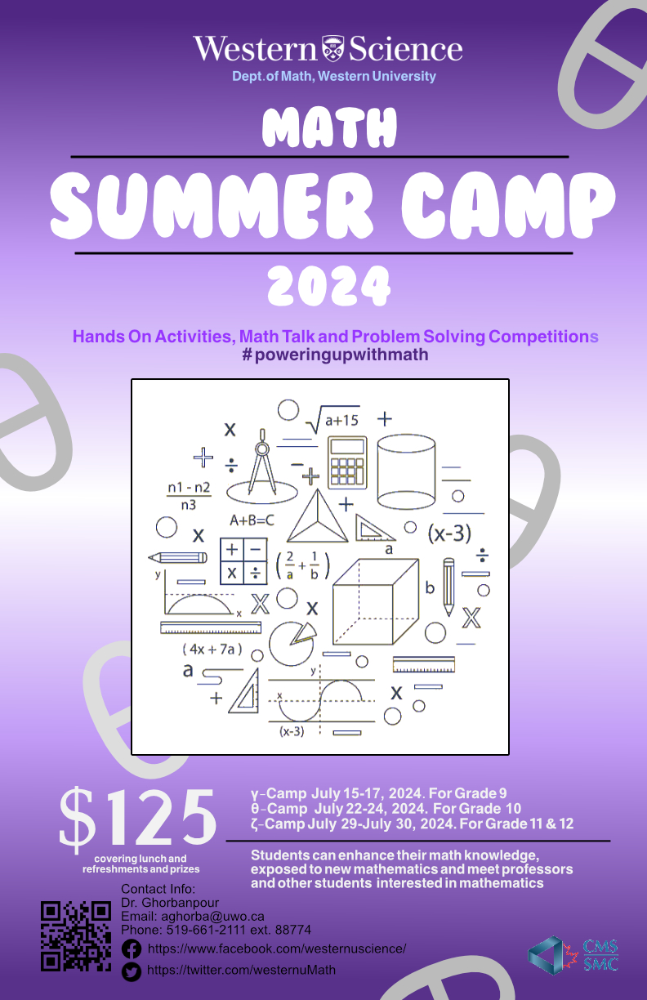 Western Science
Dept.of Math, Western University
MATH
SUMMER CAMP
2024
Hands On Activities, Math Talk and Problem Solving Competitions
#poweringupwithmath
x
√a+15
+
÷
−
+
n1 - n2
n3
A+B=C
+
(x-3)
x
a
+ −
x ÷
(2/a + 1/b)
÷
y
x
X
x
b
X
(4x + 7a)
a
y
x
+
x
(x-3)
$125
covering lunch and
refreshments and prizes
γ-Camp July 15-17, 2024. For Grade 9
θ-Camp July 22-24, 2024. For Grade 10
ζ-Camp July 29-July 30, 2024. For Grade 11 & 12
Students can enhance their math knowledge,
exposed to new mathematics and meet professors
and other students interested in mathematics
Contact Info:
Dr. Ghorbanpour
Email: aghorba@uwo.ca
Phone: 519-661-2111 ext. 88774
https://www.facebook.com/westernuscience/
https://twitter.com/westernuMath
CMS
SMC